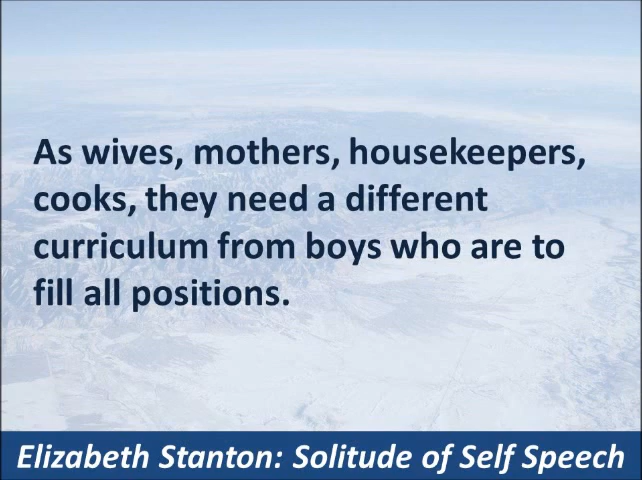 As wives, mothers, housekeepers,
cooks, they need a different
curriculum from boys who are to
fill all positions.
Elizabeth Stanton: Solitude of Self Speech